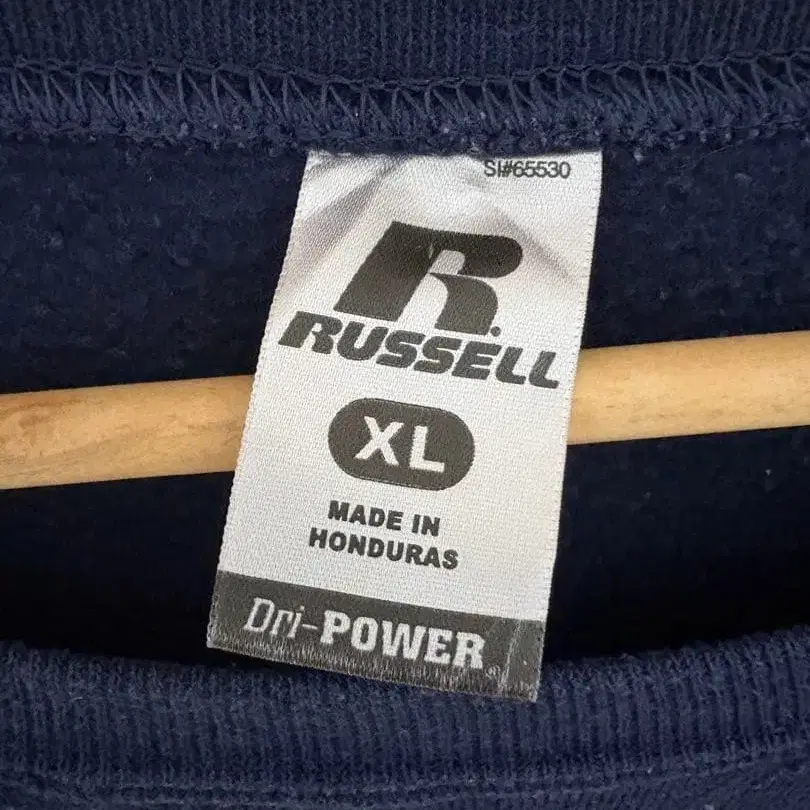 SI#65530
R
RUSSELL
XL
MADE IN
HONDURAS
Dri-POWER®